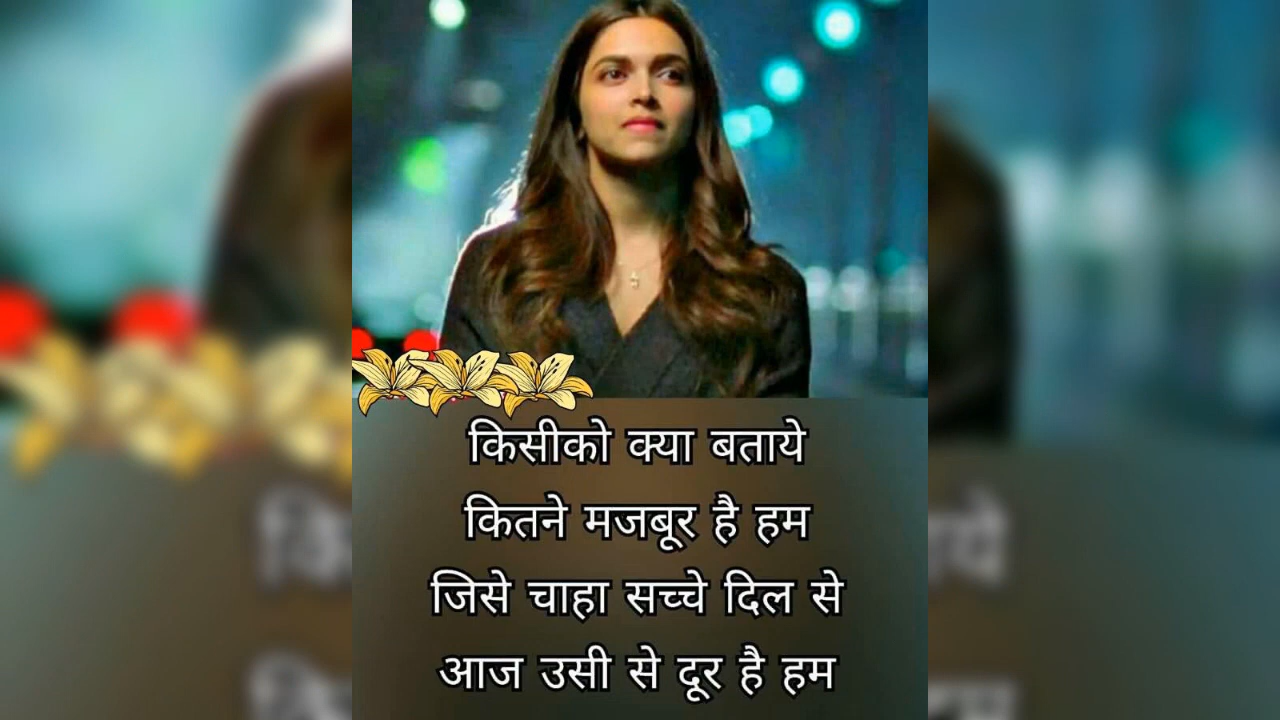 किसीको क्या बताये
कितने मजबूर है हम
जिसे चाहा सच्चे दिल से
आज उसी से दूर है हम